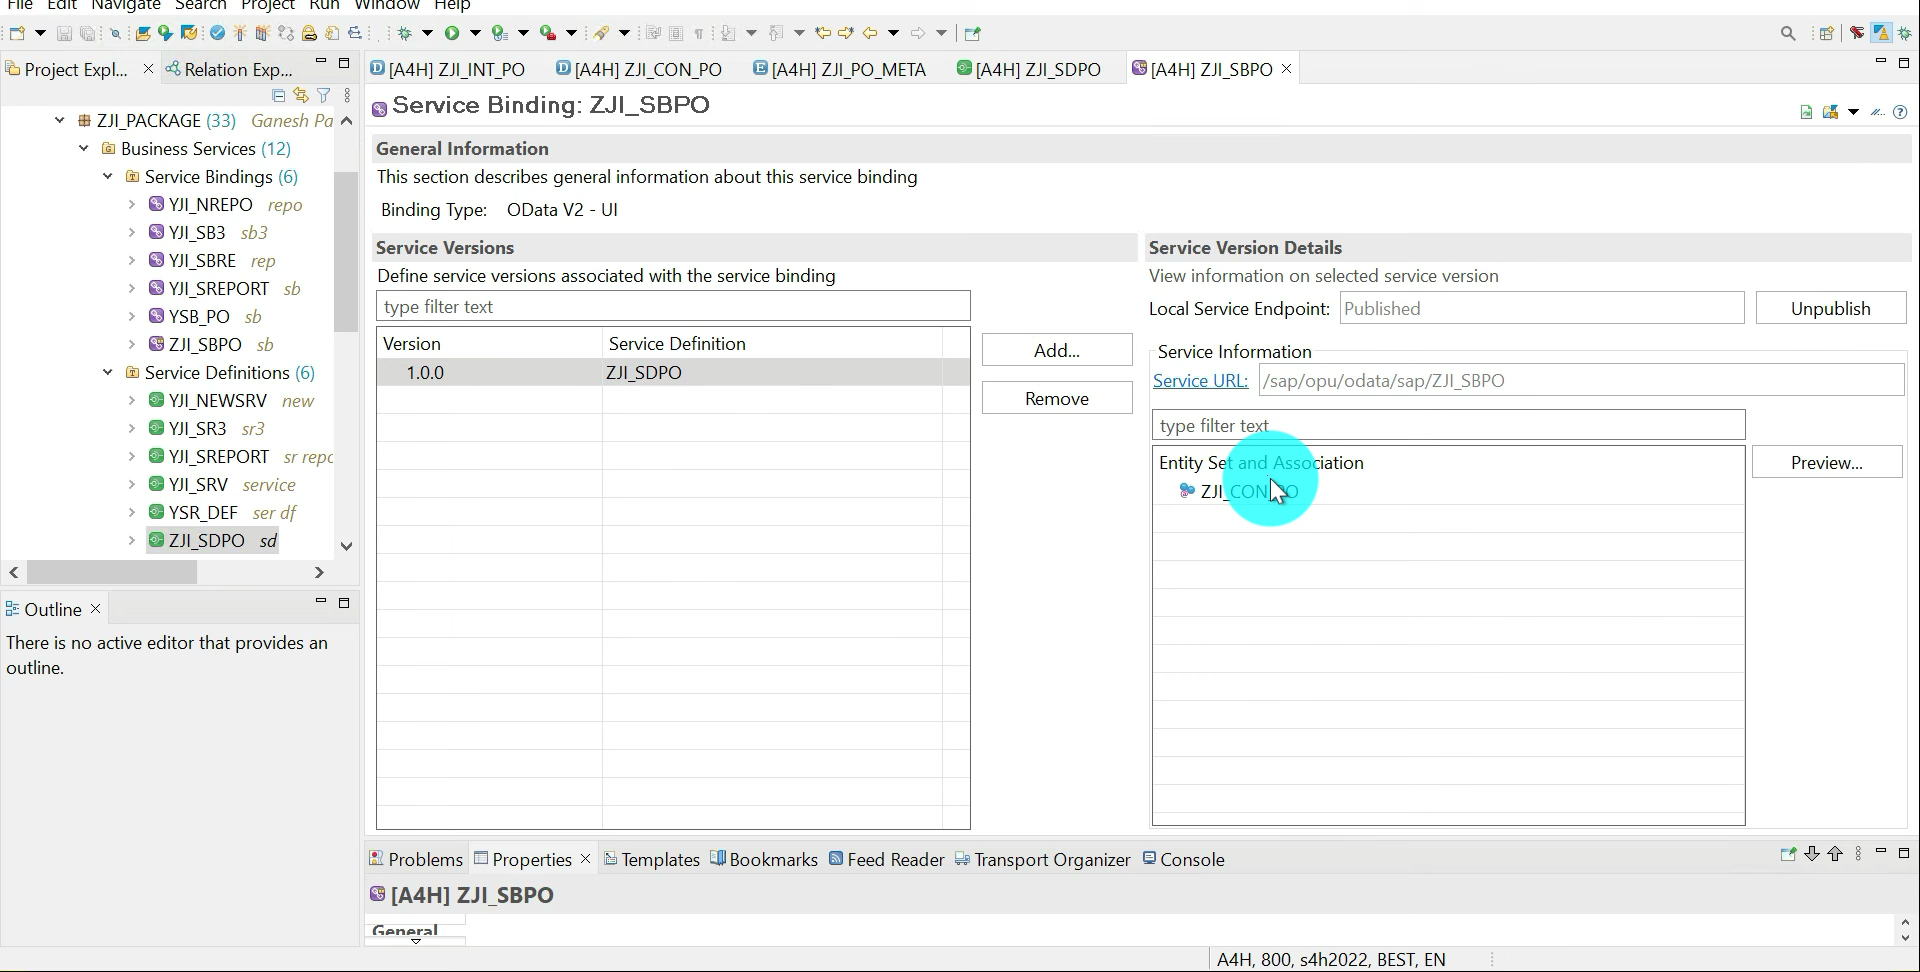 File Edit Navigate Search Project Run Window Help
Project Expl... Relation Exp...
ZJI_PACKAGE (33) Ganesh Pa
Business Services (12)
Service Bindings (6)
YJI_NREPO repo
YJI_SB3 sb3
YJI_SBRE rep
YJI_SREPORT sb
YSB_PO sb
ZJI_SBPO sb
Service Definitions (6)
YJI_NEWSRV new
YJI_SR3 sr3
YJI_SREPORT sr repo
YJI_SRV service
YSR_DEF ser df
ZJI_SDPO sd
Outline
There is no active editor that provides an
outline.
[A4H] ZJI_INT_PO [A4H] ZJI_CON_PO [A4H] ZJI_PO_META [A4H] ZJI_SDPO [A4H] ZJI_SBPO
Service Binding: ZJI_SBPO
General Information
This section describes general information about this service binding
Binding Type: OData V2 - UI
Service Versions
Define service versions associated with the service binding
type filter text
Version Service Definition
1.0.0 ZJI_SDPO
Add...
Remove
Service Version Details
View information on selected service version
Local Service Endpoint: Published Unpublish
Service Information
Service URL: /sap/opu/odata/sap/ZJI_SBPO
type filter text
Entity Set and Association
ZJI_CON_PO
Preview...
Problems Properties Templates Bookmarks Feed Reader Transport Organizer Console
[A4H] ZJI_SBPO
General
A4H, 800, s4h2022, BEST, EN